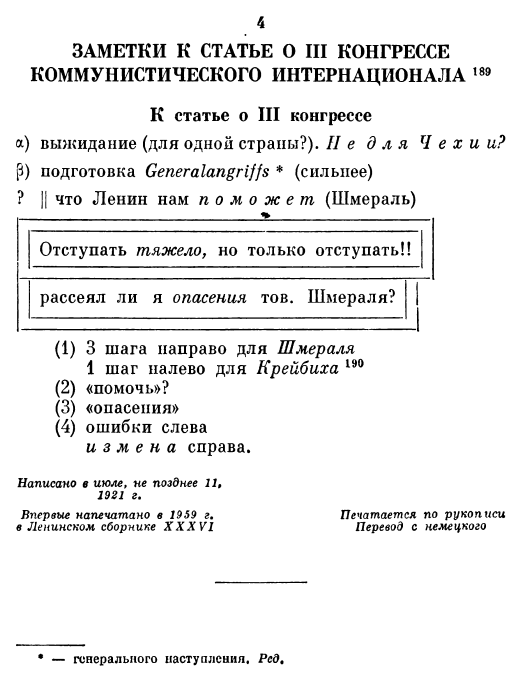 4
ЗАМЕТКИ К СТАТЬЕ О III КОНГРЕССЕ
КОММУНИСТИЧЕСКОГО ИНТЕРНАЦИОНАЛА 189
К статье о III конгрессе
α) выжидание (для одной страны?). Не для Чехии?
β) подготовка Generalangriffs * (сильнее)
? || что Ленин нам поможет (Шмераль)
Отступать тяжело, но только отступать!!
рассеял ли я опасения тов. Шмераля?
(1) 3 шага направо для Шмераля
1 шаг налево для Крейбиха 190
(2) «помочь»?
(3) «опасения»
(4) ошибки слева
измена справа.
Написано в июле, не позднее 11,
1921 г.
Впервые напечатано в 1959 г.
в Ленинском сборнике XXXVI
Печатается по рукописи
Перевод с немецкого
* — генерального наступления. Ред.